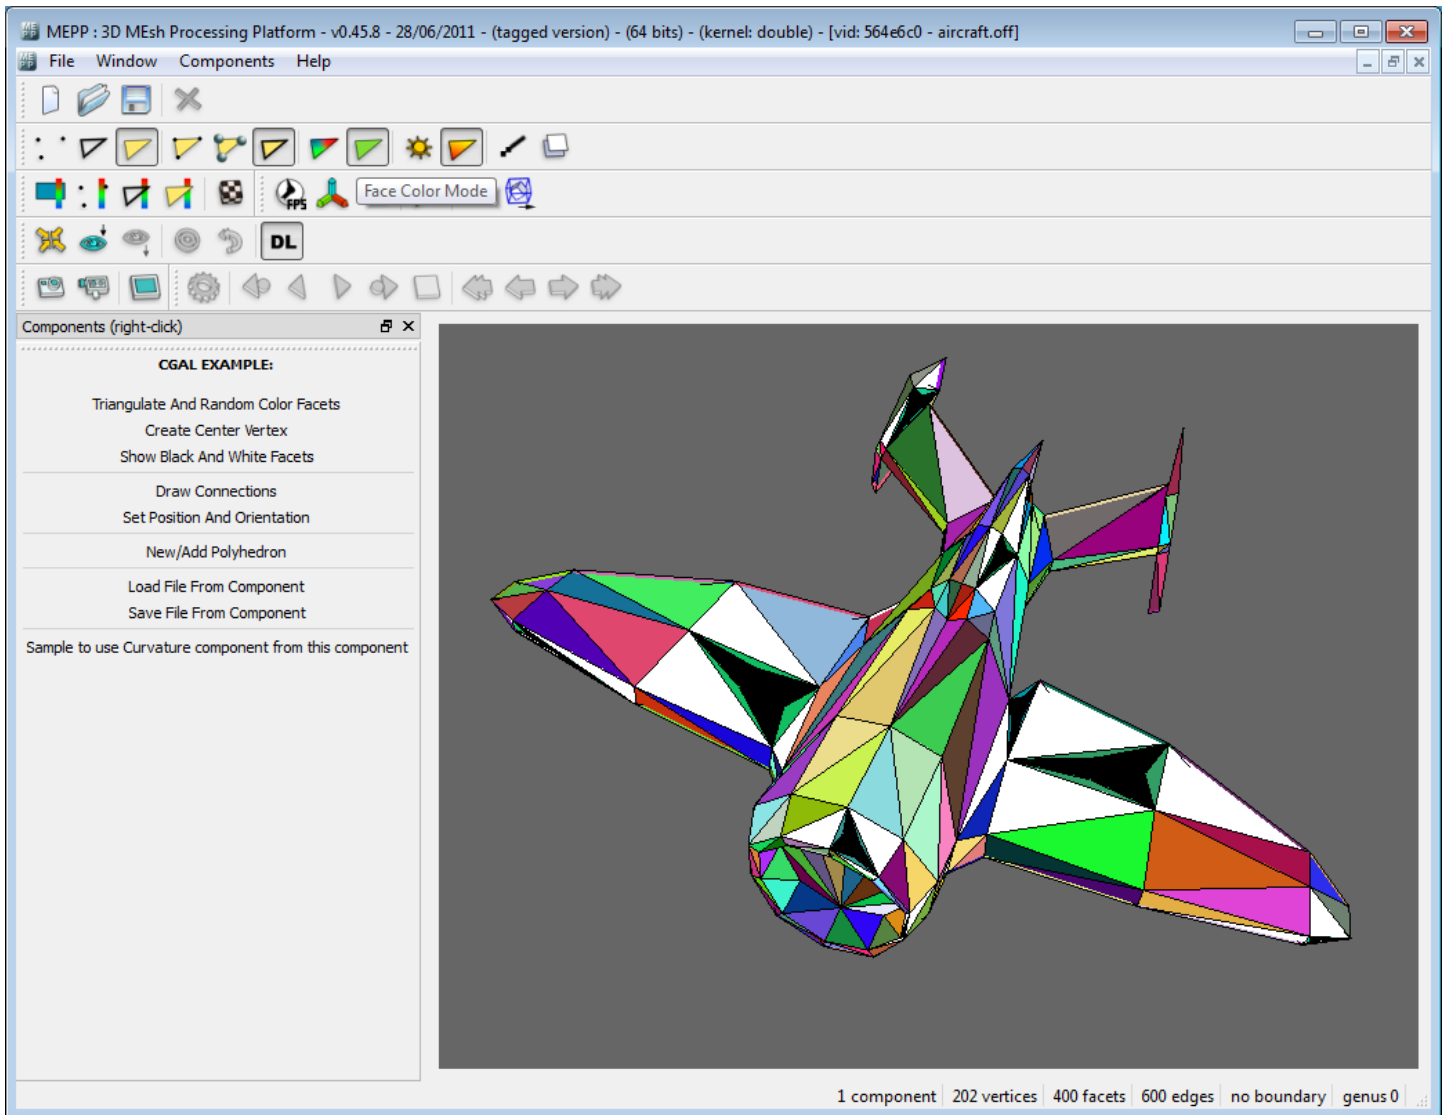 MEPP : 3D MEsh Processing Platform - v0.45.8 - 28/06/2011 - (tagged version) - (64 bits) - (kernel: double) - [vid: 564e6c0 - aircraft.off]
File Window Components Help
FPS
Face Color Mode
DL
Components (right-click)
CGAL EXAMPLE:
Triangulate And Random Color Facets
Create Center Vertex
Show Black And White Facets
Draw Connections
Set Position And Orientation
New/Add Polyhedron
Load File From Component
Save File From Component
Sample to use Curvature component from this component
1 component 202 vertices 400 facets 600 edges no boundary genus 0